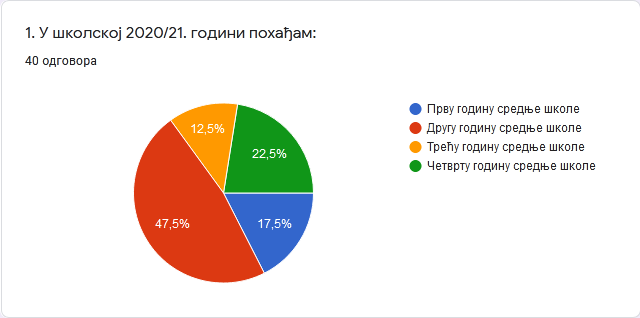 1. У школској 2020/21. години похађам:
40 одговора
Прву годину средње школе
Другу годину средње школе
Трећу годину средње школе
Четврту годину средње школе
12,5%
22,5%
47,5%
17,5%